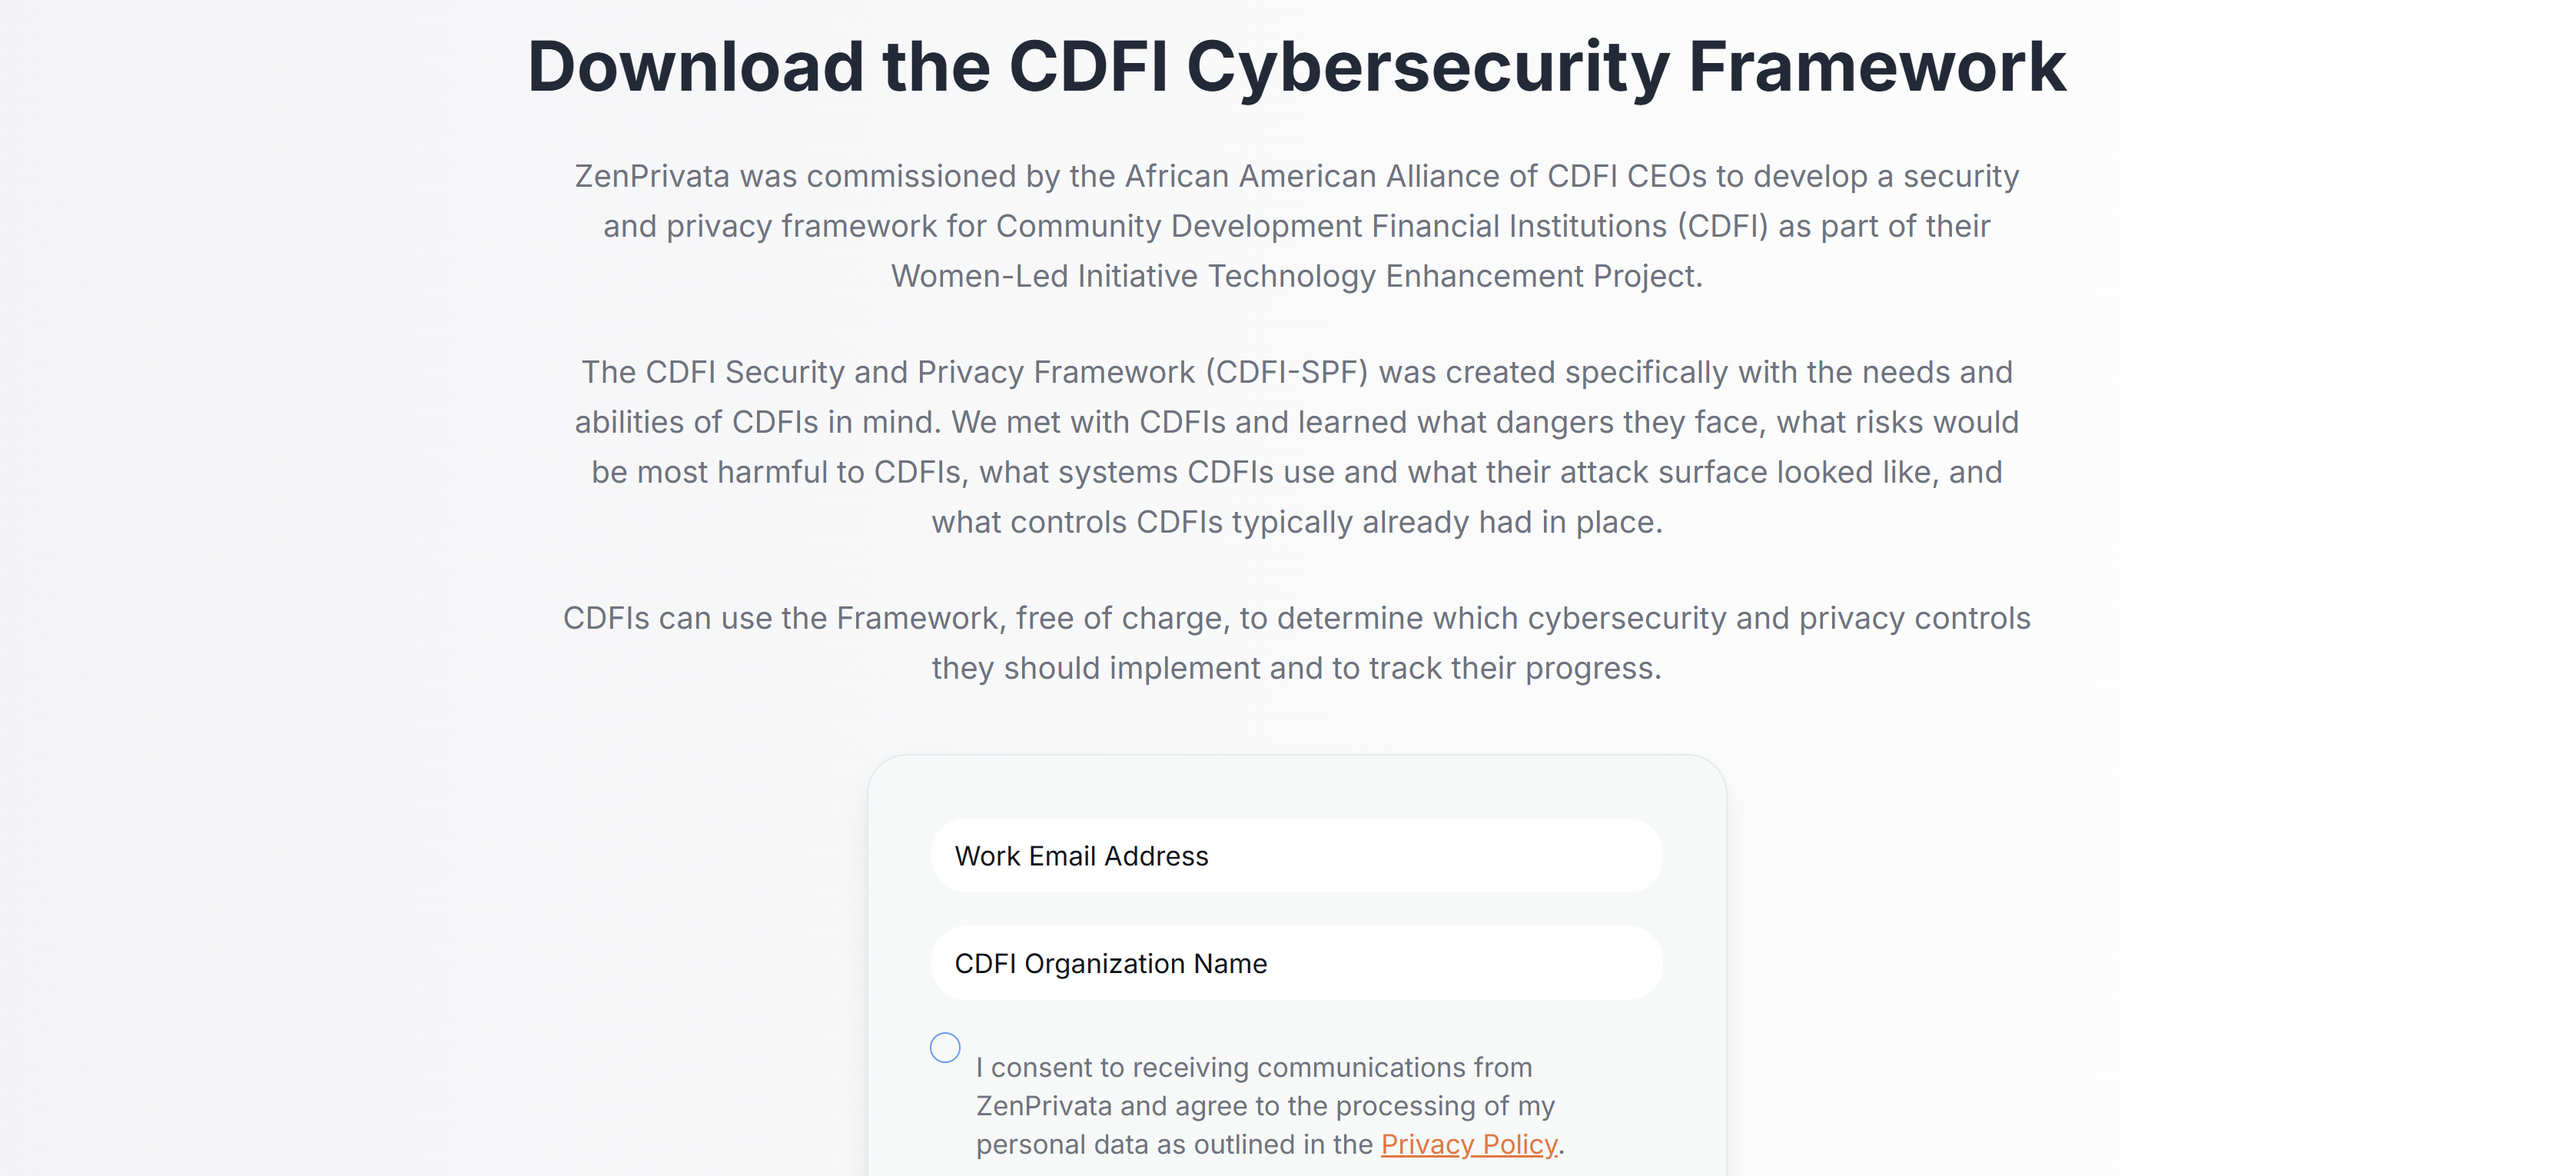 Download the CDFI Cybersecurity Framework
ZenPrivata was commissioned by the African American Alliance of CDFI CEOs to develop a security
and privacy framework for Community Development Financial Institutions (CDFI) as part of their
Women-Led Initiative Technology Enhancement Project.
The CDFI Security and Privacy Framework (CDFI-SPF) was created specifically with the needs and
abilities of CDFIs in mind. We met with CDFIs and learned what dangers they face, what risks would
be most harmful to CDFIs, what systems CDFIs use and what their attack surface looked like, and
what controls CDFIs typically already had in place.
CDFIs can use the Framework, free of charge, to determine which cybersecurity and privacy controls
they should implement and to track their progress.
Work Email Address
CDFI Organization Name
I consent to receiving communications from
ZenPrivata and agree to the processing of my
personal data as outlined in the Privacy Policy.